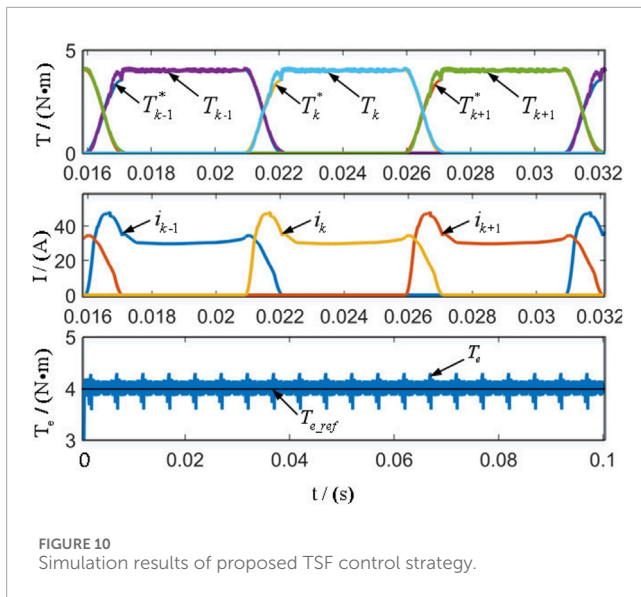 5
T / (N•m)
T*k-1 Tk-1 T*k Tk T*k+1 Tk+1
0
0.016 0.018 0.02 0.022 0.024 0.026 0.028 0.03 0.032
40
I / (A)
ik-1 ik ik+1
20
0
0.016 0.018 0.02 0.022 0.024 0.026 0.028 0.03 0.032
5
Te / (N•m)
Te
4
Te_ref
3
0 0.02 0.04 0.06 0.08 0.1
t / (s)
FIGURE 10
Simulation results of proposed TSF control strategy.